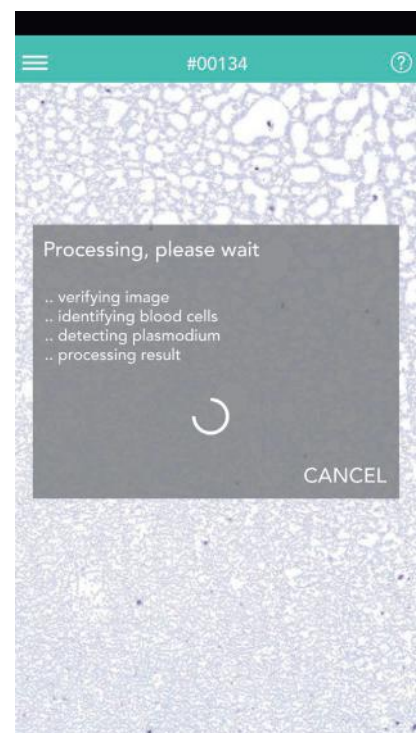 #00134
?
Processing, please wait
.. verifying image
.. identifying blood cells
.. detecting plasmodium
.. processing result
CANCEL